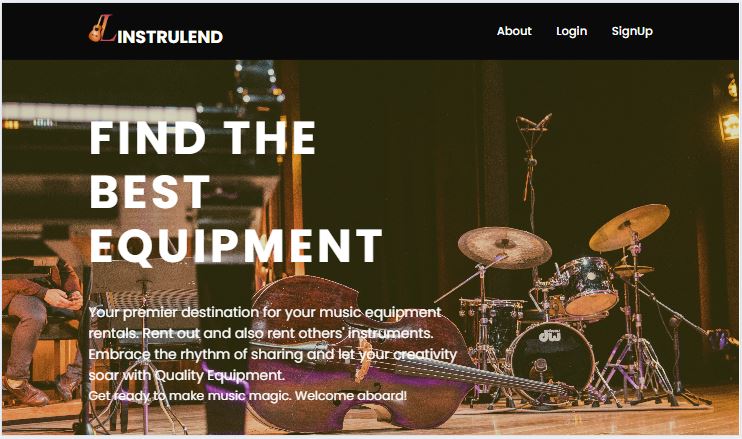 LINSTRULEND
About Login SignUp
FIND THE
BEST
EQUIPMENT
Your premier destination for your music equipment
rentals. Rent out and also rent others' instruments.
Embrace the rhythm of sharing and let your creativity
soar with Quality Equipment.
Get ready to make music magic. Welcome aboard!
dw